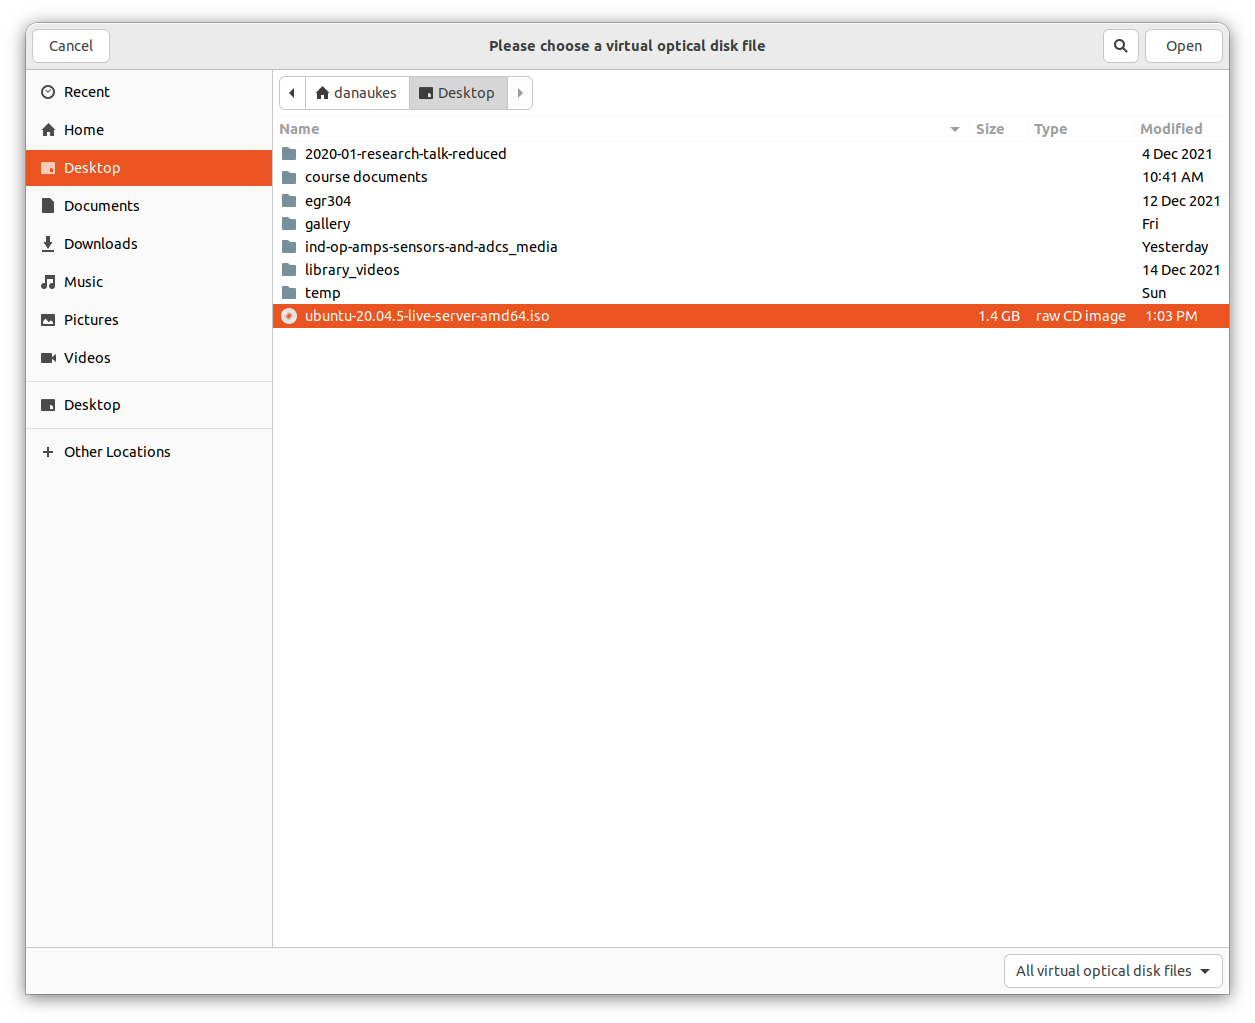 Cancel Please choose a virtual optical disk file Open
Recent
Home
Desktop
Documents
Downloads
Music
Pictures
Videos
Desktop
Other Locations
danaukes Desktop
Name Size Type Modified
2020-01-research-talk-reduced 4 Dec 2021
course documents 10:41 AM
egr304 12 Dec 2021
gallery Fri
ind-op-amps-sensors-and-adcs_media Yesterday
library_videos 14 Dec 2021
temp Sun
ubuntu-20.04.5-live-server-amd64.iso 1.4 GB raw CD image 1:03 PM
All virtual optical disk files